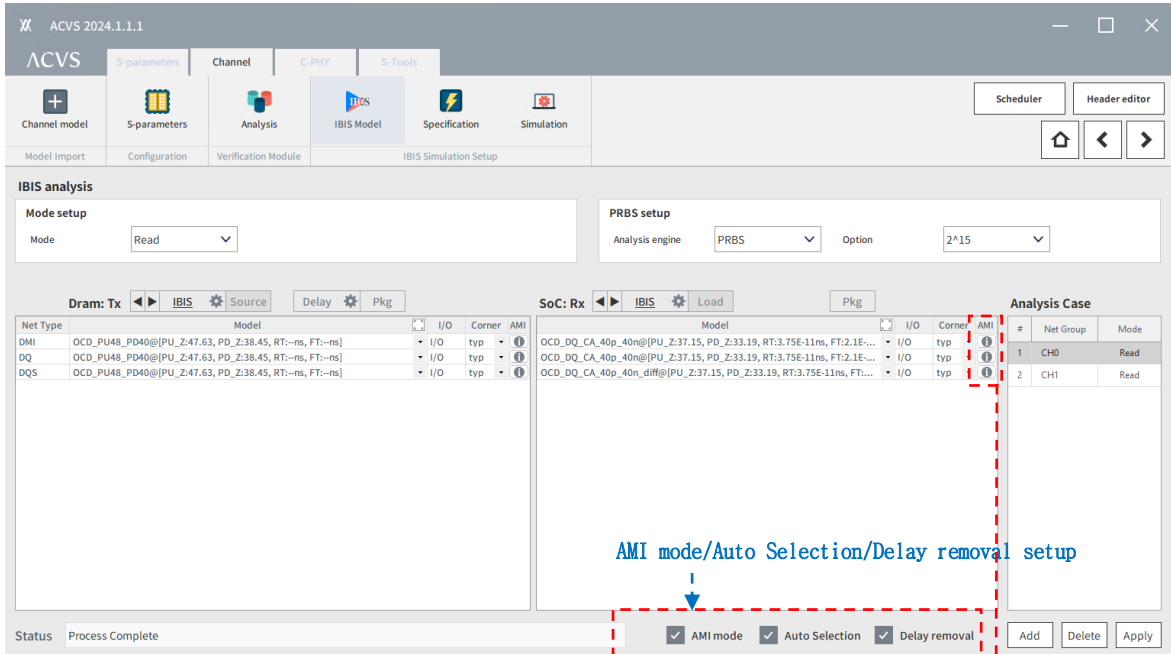 ACVS 2024.1.1.1
ACVS S-parameters Channel C-PHY S-Tools
Channel model S-parameters Analysis IBIS Model Specification Simulation
Model Import Configuration Verification Module IBIS Simulation Setup
Scheduler Header editor
IBIS analysis
Mode setup
Mode Read
PRBS setup
Analysis engine PRBS Option 2^15
Dram: Tx IBIS Source Delay Pkg
Net Type Model I/O Corner AMI
DMI OCD_PU48_PD40@[PU_Z:47.63, PD_Z:38.45, RT:--ns, FT:--ns] I/O typ
DQ OCD_PU48_PD40@[PU_Z:47.63, PD_Z:38.45, RT:--ns, FT:--ns] I/O typ
DQS OCD_PU48_PD40@[PU_Z:47.63, PD_Z:38.45, RT:--ns, FT:--ns] I/O typ
SoC: Rx IBIS Load Pkg
Model I/O Corner AMI
OCD_DQ_CA_40p_40n@[PU_Z:37.15, PD_Z:33.19, RT:3.75E-11ns, FT:2.1E-... I/O typ
OCD_DQ_CA_40p_40n@[PU_Z:37.15, PD_Z:33.19, RT:3.75E-11ns, FT:2.1E-... I/O typ
OCD_DQ_CA_40p_40n_diff@[PU_Z:37.15, PD_Z:33.19, RT:3.75E-11ns, FT:... I/O typ
Analysis Case
# Net Group Mode
1 CH0 Read
2 CH1 Read
AMI mode/Auto Selection/Delay removal setup
Status Process Complete
AMI mode Auto Selection Delay removal
Add Delete Apply